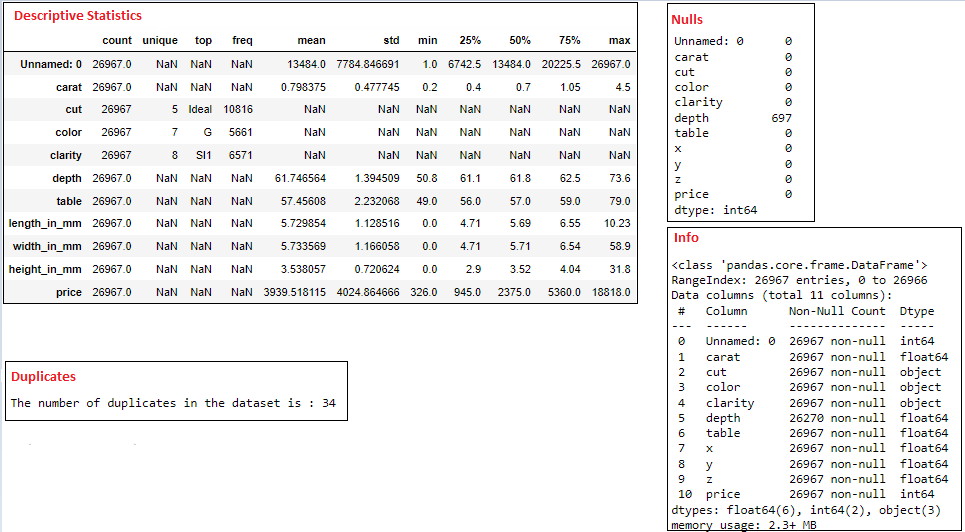 Descriptive Statistics
count unique top freq mean std min 25% 50% 75% max
Unnamed: 0 26967.0 NaN NaN NaN 13484.0 7784.846691 1.0 6742.5 13484.0 20225.5 26967.0
carat 26967.0 NaN NaN NaN 0.798375 0.477745 0.2 0.4 0.7 1.05 4.5
cut 26967 5 Ideal 10816 NaN NaN NaN NaN NaN NaN NaN
color 26967 7 G 5661 NaN NaN NaN NaN NaN NaN NaN
clarity 26967 8 SI1 6571 NaN NaN NaN NaN NaN NaN NaN
depth 26967.0 NaN NaN NaN 61.746564 1.394509 50.8 61.1 61.8 62.5 73.6
table 26967.0 NaN NaN NaN 57.45608 2.232068 49.0 56.0 57.0 59.0 79.0
length_in_mm 26967.0 NaN NaN NaN 5.729854 1.128516 0.0 4.71 5.69 6.55 10.23
width_in_mm 26967.0 NaN NaN NaN 5.733569 1.166058 0.0 4.71 5.71 6.54 58.9
height_in_mm 26967.0 NaN NaN NaN 3.538057 0.720624 0.0 2.9 3.52 4.04 31.8
price 26967.0 NaN NaN NaN 3939.518115 4024.864666 326.0 945.0 2375.0 5360.0 18818.0
Duplicates
The number of duplicates in the dataset is : 34
Nulls
Unnamed: 0 0
carat 0
cut 0
color 0
clarity 0
depth 697
table 0
x 0
y 0
z 0
price 0
dtype: int64
Info
<class 'pandas.core.frame.DataFrame'>
RangeIndex: 26967 entries, 0 to 26966
Data columns (total 11 columns):
# Column Non-Null Count Dtype
--- ------ -------------- -----
0 Unnamed: 0 26967 non-null int64
1 carat 26967 non-null float64
2 cut 26967 non-null object
3 color 26967 non-null object
4 clarity 26967 non-null object
5 depth 26270 non-null float64
6 table 26967 non-null float64
7 x 26967 non-null float64
8 y 26967 non-null float64
9 z 26967 non-null float64
10 price 26967 non-null int64
dtypes: float64(6), int64(2), object(3)
memory usage: 2.3+ MB